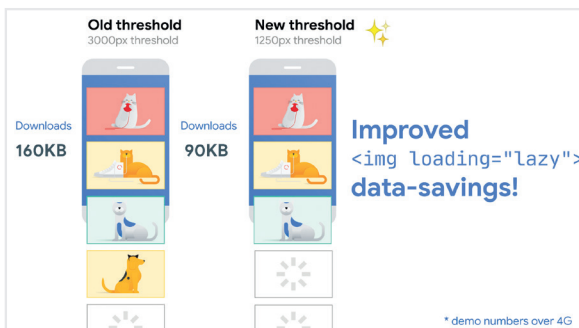 Old threshold
3000px threshold
New threshold
1250px threshold
Downloads
160KB
Downloads
90KB
Improved
<img loading="lazy">
data-savings!
* demo numbers over 4G